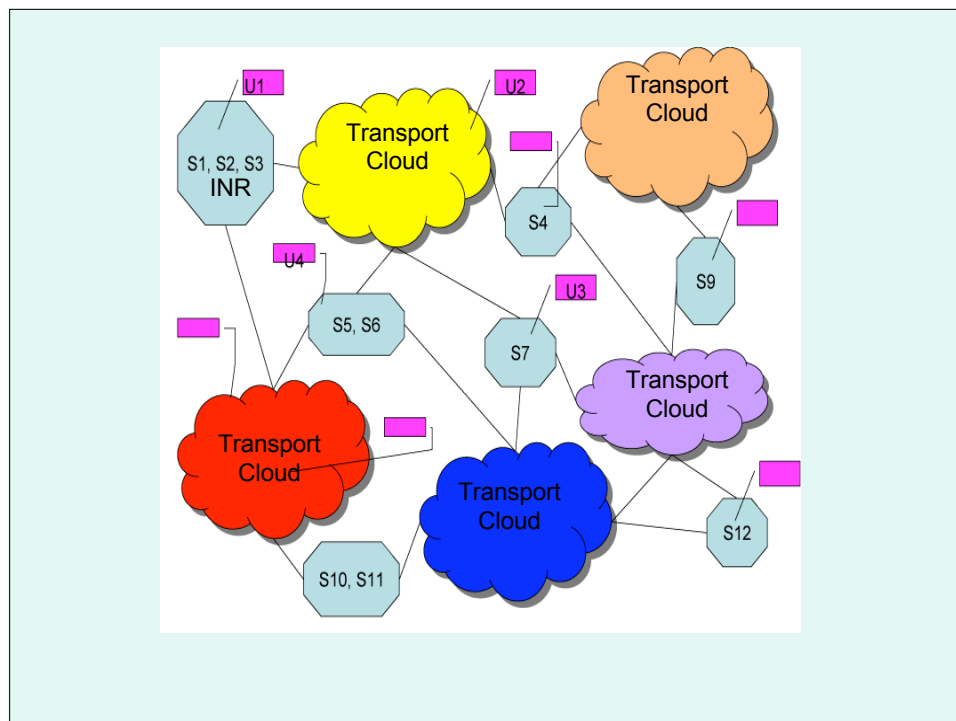 U1
U2
Transport
Cloud
Transport
Cloud
S1, S2, S3
INR
S4
U4
S9
U3
S5, S6
S7
Transport
Cloud
Transport
Cloud
Transport
Cloud
S12
S10, S11